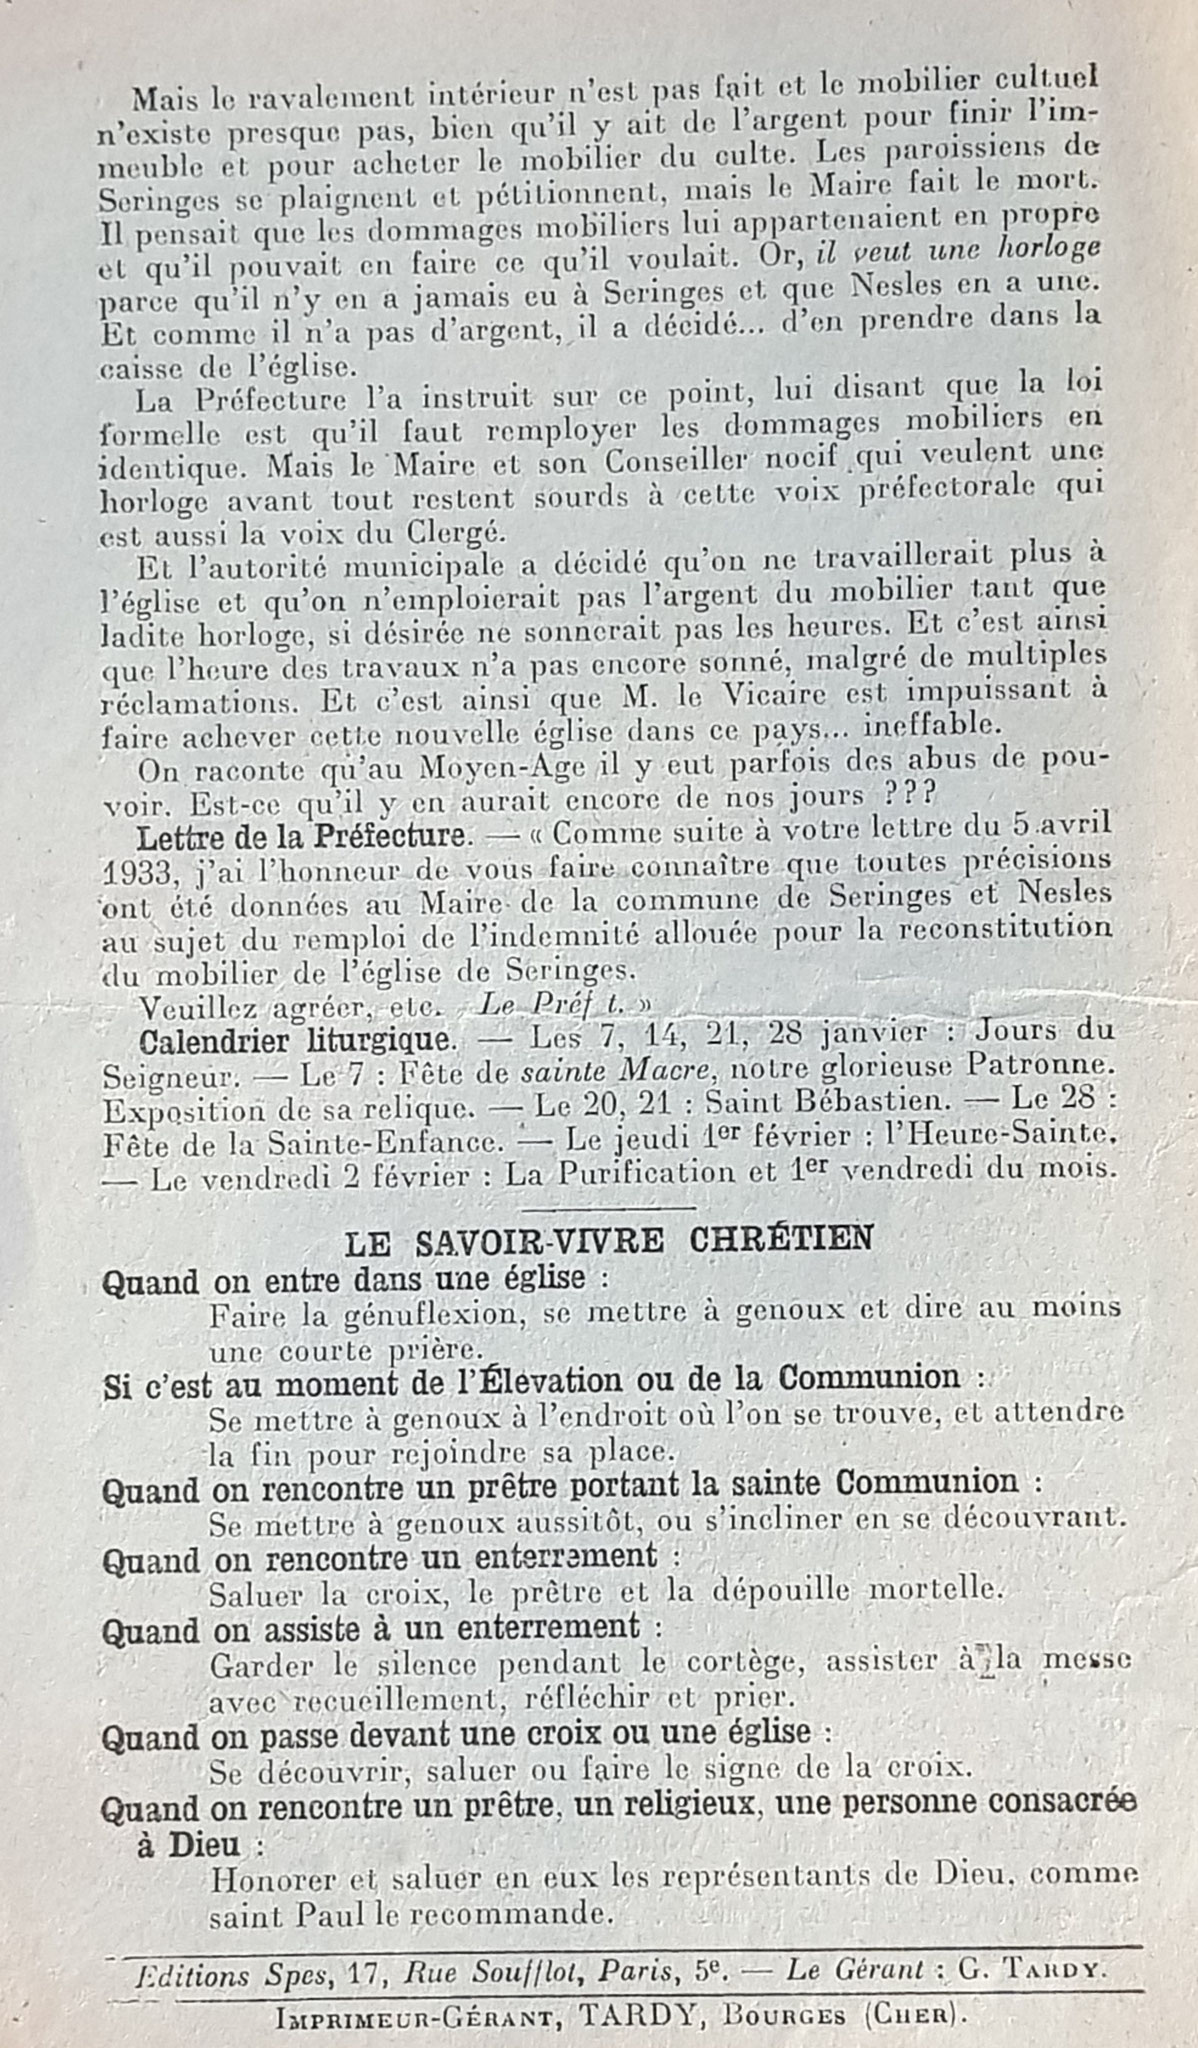 Mais le ravalement intérieur n'est pas fait et le mobilier cultuel
n'existe presque pas, bien qu'il y ait de l'argent pour finir l'im-
meuble et pour acheter le mobilier du culte. Les paroissiens de
Seringes se plaignent et pétitionnent, mais le Maire fait le mort.
Il pensait que les dommages mobiliers lui appartenaient en propre
et qu'il pouvait en faire ce qu'il voulait. Or, il veut une horloge
parce qu'il n'y en a jamais eu à Seringes et que Nesles en a une.
Et comme il n'a pas d'argent, il a décidé... d'en prendre dans la
caisse de l'église.
La Préfecture l'a instruit sur ce point, lui disant que la loi
formelle est qu'il faut remployer les dommages mobiliers en
identique. Mais le Maire et son Conseiller nocif qui veulent une
horloge avant tout restent sourds à cette voix préfectorale qui
est aussi la voix du Clergé.
Et l'autorité municipale a décidé qu'on ne travaillerait plus à
l'église et qu'on n'emploierait pas l'argent du mobilier tant que
ladite horloge, si désirée ne sonnerait pas les heures. Et c'est ainsi
que l'heure des travaux n'a pas encore sonné, malgré de multiples
réclamations. Et c'est ainsi que M. le Vicaire est impuissant à
faire achever cette nouvelle église dans ce pays... ineffable.
On raconte qu'au Moyen-Age il y eut parfois des abus de pou-
voir. Est-ce qu'il y en aurait encore de nos jours ???
Lettre de la Préfecture. — « Comme suite à votre lettre du 5 avril
1933, j'ai l'honneur de vous faire connaître que toutes précisions
ont été données au Maire de la commune de Seringes et Nesles
au sujet du remploi de l'indemnité allouée pour la reconstitution
du mobilier de l'église de Seringes.
Veuillez agréer, etc. Le Préf t. »
Calendrier liturgique. — Les 7, 14, 21, 28 janvier : Jours du
Seigneur. — Le 7 : Fête de sainte Macre, notre glorieuse Patronne.
Exposition de sa relique. — Le 20, 21 : Saint Bébastien. — Le 28 :
Fête de la Sainte-Enfance. — Le jeudi 1er février : l'Heure-Sainte.
— Le vendredi 2 février : La Purification et 1er vendredi du mois.
LE SAVOIR-VIVRE CHRÉTIEN
Quand on entre dans une église :
Faire la génuflexion, se mettre à genoux et dire au moins
une courte prière.
Si c'est au moment de l'Élévation ou de la Communion :
Se mettre à genoux à l'endroit où l'on se trouve, et attendre
la fin pour rejoindre sa place.
Quand on rencontre un prêtre portant la sainte Communion :
Se mettre à genoux aussitôt, ou s'incliner en se découvrant.
Quand on rencontre un enterrement :
Saluer la croix, le prêtre et la dépouille mortelle.
Quand on assiste à un enterrement :
Garder le silence pendant le cortège, assister à la messe
avec recueillement, réfléchir et prier.
Quand on passe devant une croix ou une église :
Se découvrir, saluer ou faire le signe de la croix.
Quand on rencontre un prêtre, un religieux, une personne consacrée
à Dieu :
Honorer et saluer en eux les représentants de Dieu, comme
saint Paul le recommande.
Editions Spes, 17, Rue Soufflot, Paris, 5e. — Le Gérant : G. TARDY.
IMPRIMEUR-GÉRANT, TARDY, BOURGES (CHER).